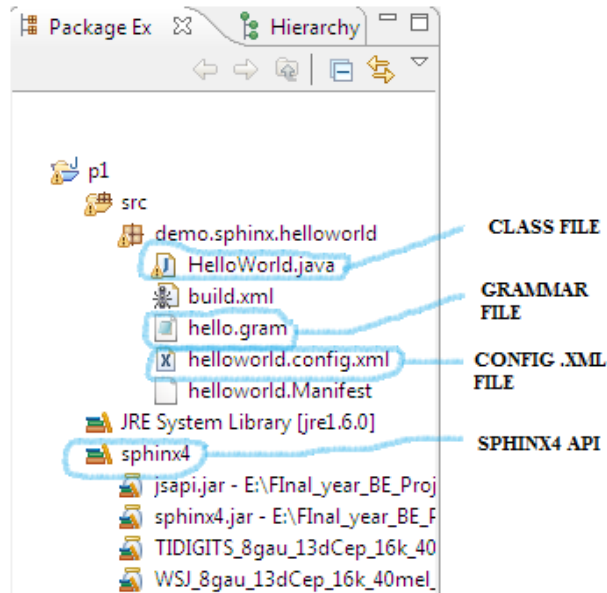 Package Ex Hierarchy
p1
src
demo.sphinx.helloworld
HelloWorld.java
build.xml
hello.gram
helloworld.config.xml
helloworld.Manifest
JRE System Library [jre1.6.0]
sphinx4
jsapi.jar - E:\FInal_year_BE_Proj
sphinx4.jar - E:\FInal_year_BE_F
TIDIGITS_8gau_13dCep_16k_40
WSJ_8gau_13dCep_16k_40mel_
CLASS FILE
GRAMMAR
FILE
CONFIG .XML
FILE
SPHINX4 API